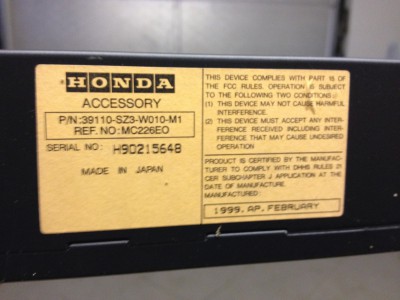 HONDA
ACCESSORY
P/N:39110-SZ3-W010-M1
REF. NO:MC226EO
SERIAL NO: H90215648
MADE IN JAPAN
THIS DEVICE COMPLIES WITH PART 15 OF
THE FCC RULES. OPERATION IS SUBJECT
TO THE FOLLOWING TWO CONDITIONS:
(1) THIS DEVICE MAY NOT CAUSE HARMFUL
INTERFERENCE.
(2) THIS DEVICE MUST ACCEPT ANY INTER-
FERENCE RECEIVED INCLUDING INTER-
FERENCE THAT MAY CAUSE UNDESIRED
OPERATION.
PRODUCT IS CERTIFIED BY THE MANUFAC-
TURER TO COMPLY WITH DHHS RULES 21
CER SUBCHAPTER J APPLICATION AT THE
DATE OF MANUFACTURE.
MANUFACTURED:
1999. AP. FEBRUARY